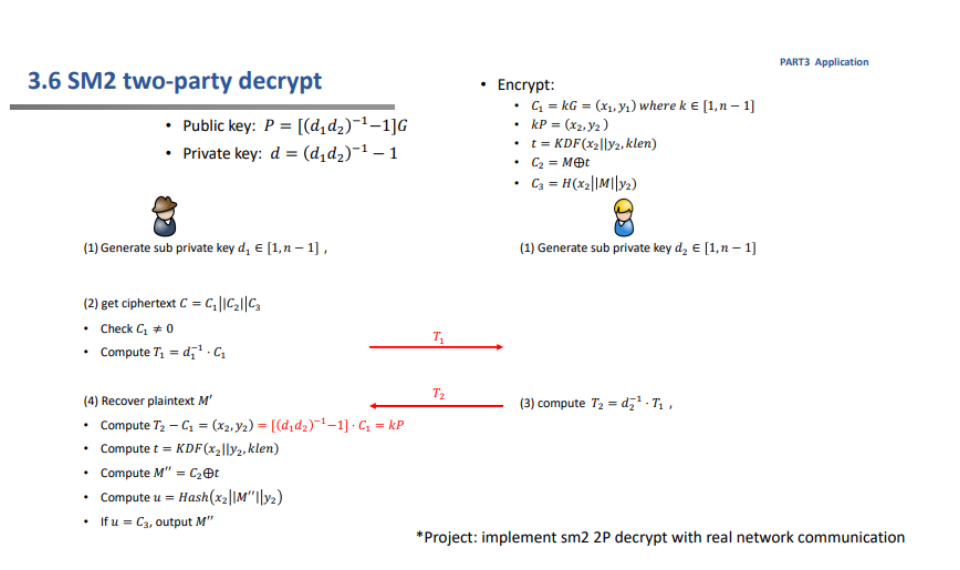 PART3 Application
3.6 SM2 two-party decrypt
• Public key: P = [(d₁d₂)⁻¹−1]G
• Private key: d = (d₁d₂)⁻¹ − 1
• Encrypt:
• C₁ = kG = (x₁, y₁) where k ∈ [1, n − 1]
• kP = (x₂, y₂)
• t = KDF(x₂||y₂, klen)
• C₂ = M⊕t
• C₃ = H(x₂||M||y₂)
(1) Generate sub private key d₁ ∈ [1, n − 1] ,
(1) Generate sub private key d₂ ∈ [1, n − 1]
(2) get ciphertext C = C₁||C₂||C₃
• Check C₁ ≠ 0
• Compute T₁ = d₁⁻¹ · C₁
T₁
T₂
(3) compute T₂ = d₂⁻¹ · T₁ ,
(4) Recover plaintext M′
• Compute T₂ − C₁ = (x₂, y₂) = [(d₁d₂)⁻¹−1] · C₁ = kP
• Compute t = KDF(x₂||y₂, klen)
• Compute M″ = C₂⊕t
• Compute u = Hash(x₂||M″||y₂)
• If u = C₃, output M″
*Project: implement sm2 2P decrypt with real network communication